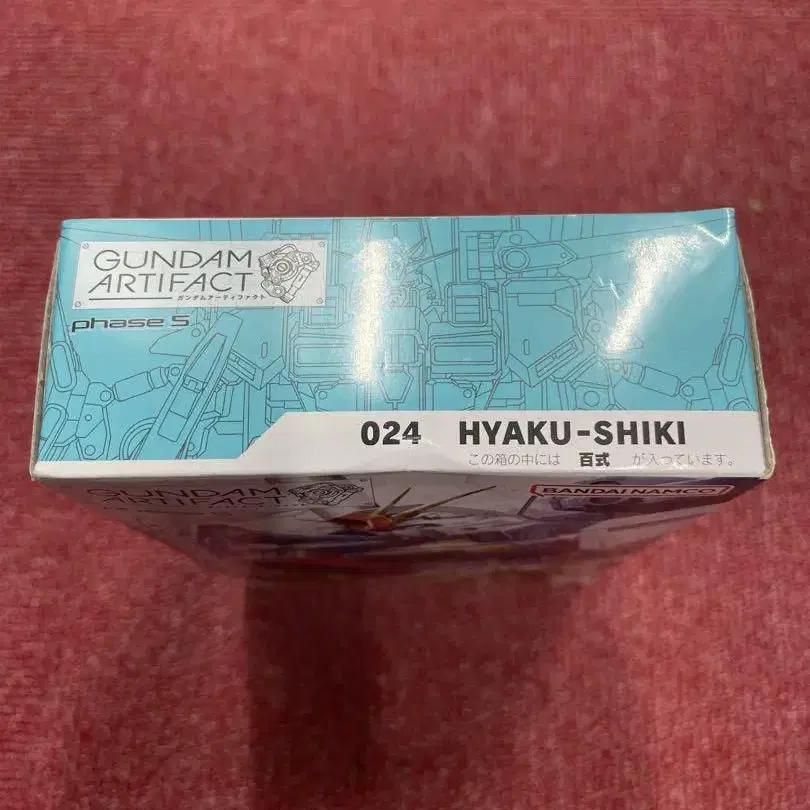 GUNDAM
ARTIFACT
ガンダムアーティファクト
phase 5
024 HYAKU-SHIKI
この箱の中には 百式 が入っています。
GUNDAM
ARTIFACT
BANDAI NAMCO